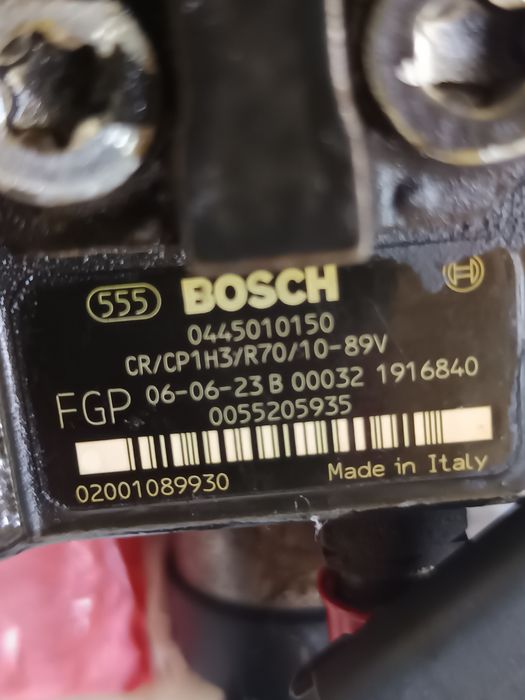 555 BOSCH
0445010150
CR/CP1H3/R70/10-89V
FGP 06-06-23 B 00032 1916840
0055205935
02001089930 Made in Italy